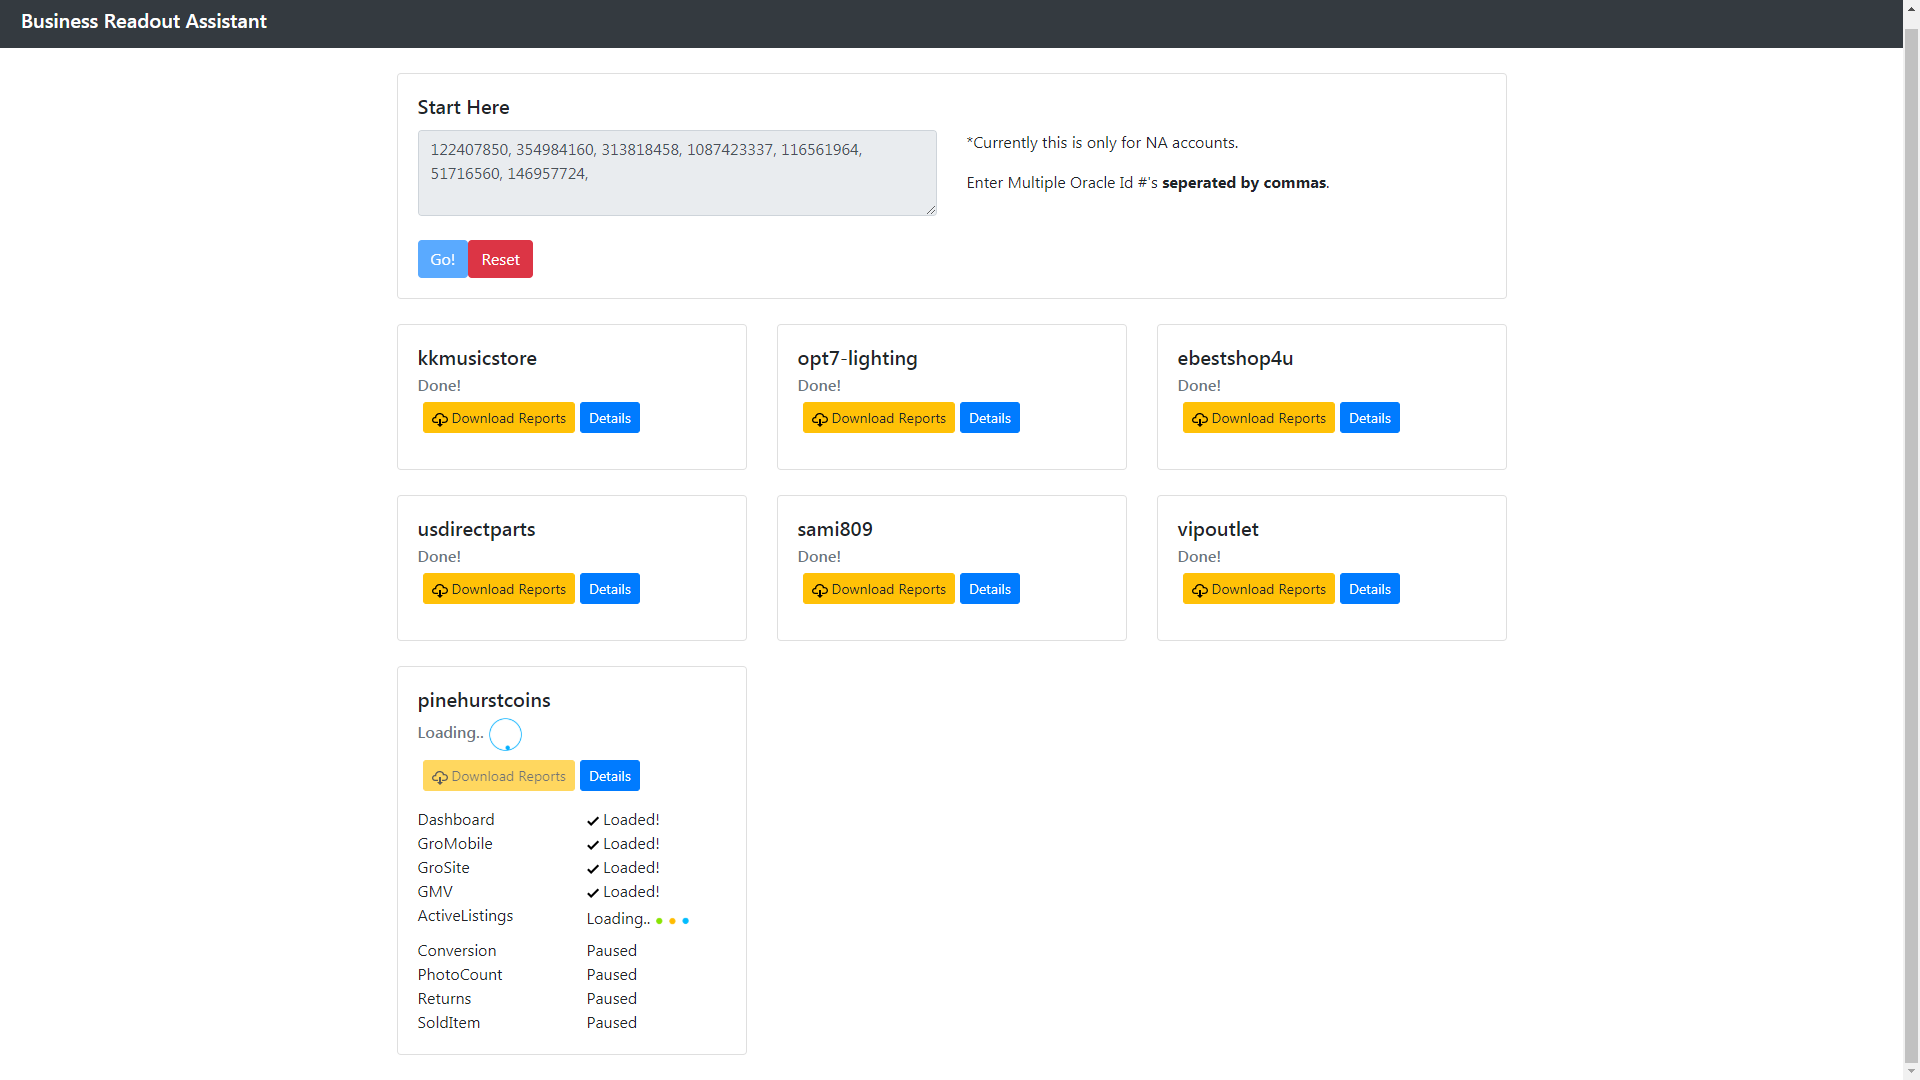 Business Readout Assistant
Start Here
122407850, 354984160, 313818458, 1087423337, 116561964,
51716560, 146957724,
*Currently this is only for NA accounts.
Enter Multiple Oracle Id #'s seperated by commas.
Go! Reset
kkmusicstore
Done!
Download Reports Details
opt7-lighting
Done!
Download Reports Details
ebestshop4u
Done!
Download Reports Details
usdirectparts
Done!
Download Reports Details
sami809
Done!
Download Reports Details
vipoutlet
Done!
Download Reports Details
pinehurstcoins
Loading..
Download Reports Details
Dashboard Loaded!
GroMobile Loaded!
GroSite Loaded!
GMV Loaded!
ActiveListings Loading..
Conversion Paused
PhotoCount Paused
Returns Paused
SoldItem Paused